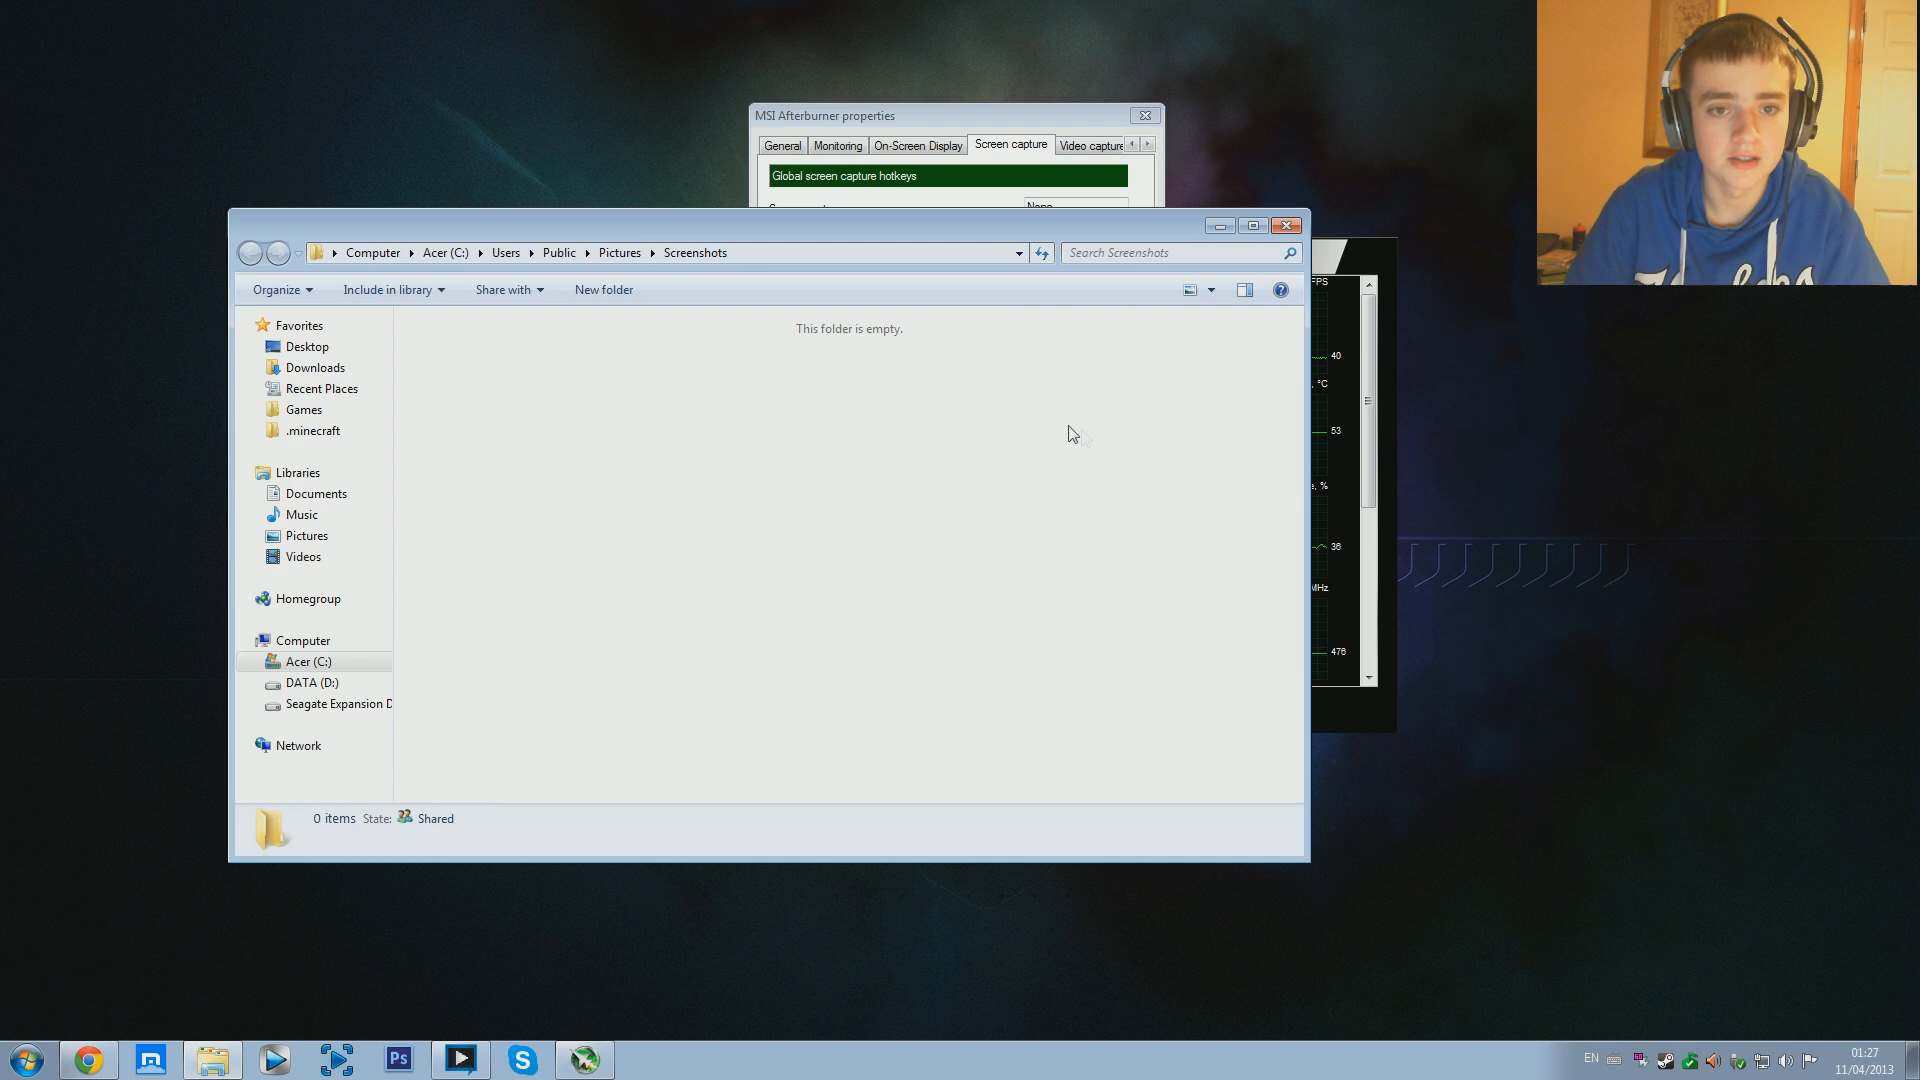 MSI Afterburner properties
General Monitoring On-Screen Display Screen capture Video capture
Global screen capture hotkeys
None
Computer Acer (C:) Users Public Pictures Screenshots
Search Screenshots
Organize Include in library Share with New folder
Favorites
Desktop
Downloads
Recent Places
Games
.minecraft
Libraries
Documents
Music
Pictures
Videos
Homegroup
Computer
Acer (C:)
DATA (D:)
Seagate Expansion D
Network
This folder is empty.
FPS
40
, °C
53
e, %
36
MHz
476
0 items State: Shared
Ps
EN
01:27
11/04/2013